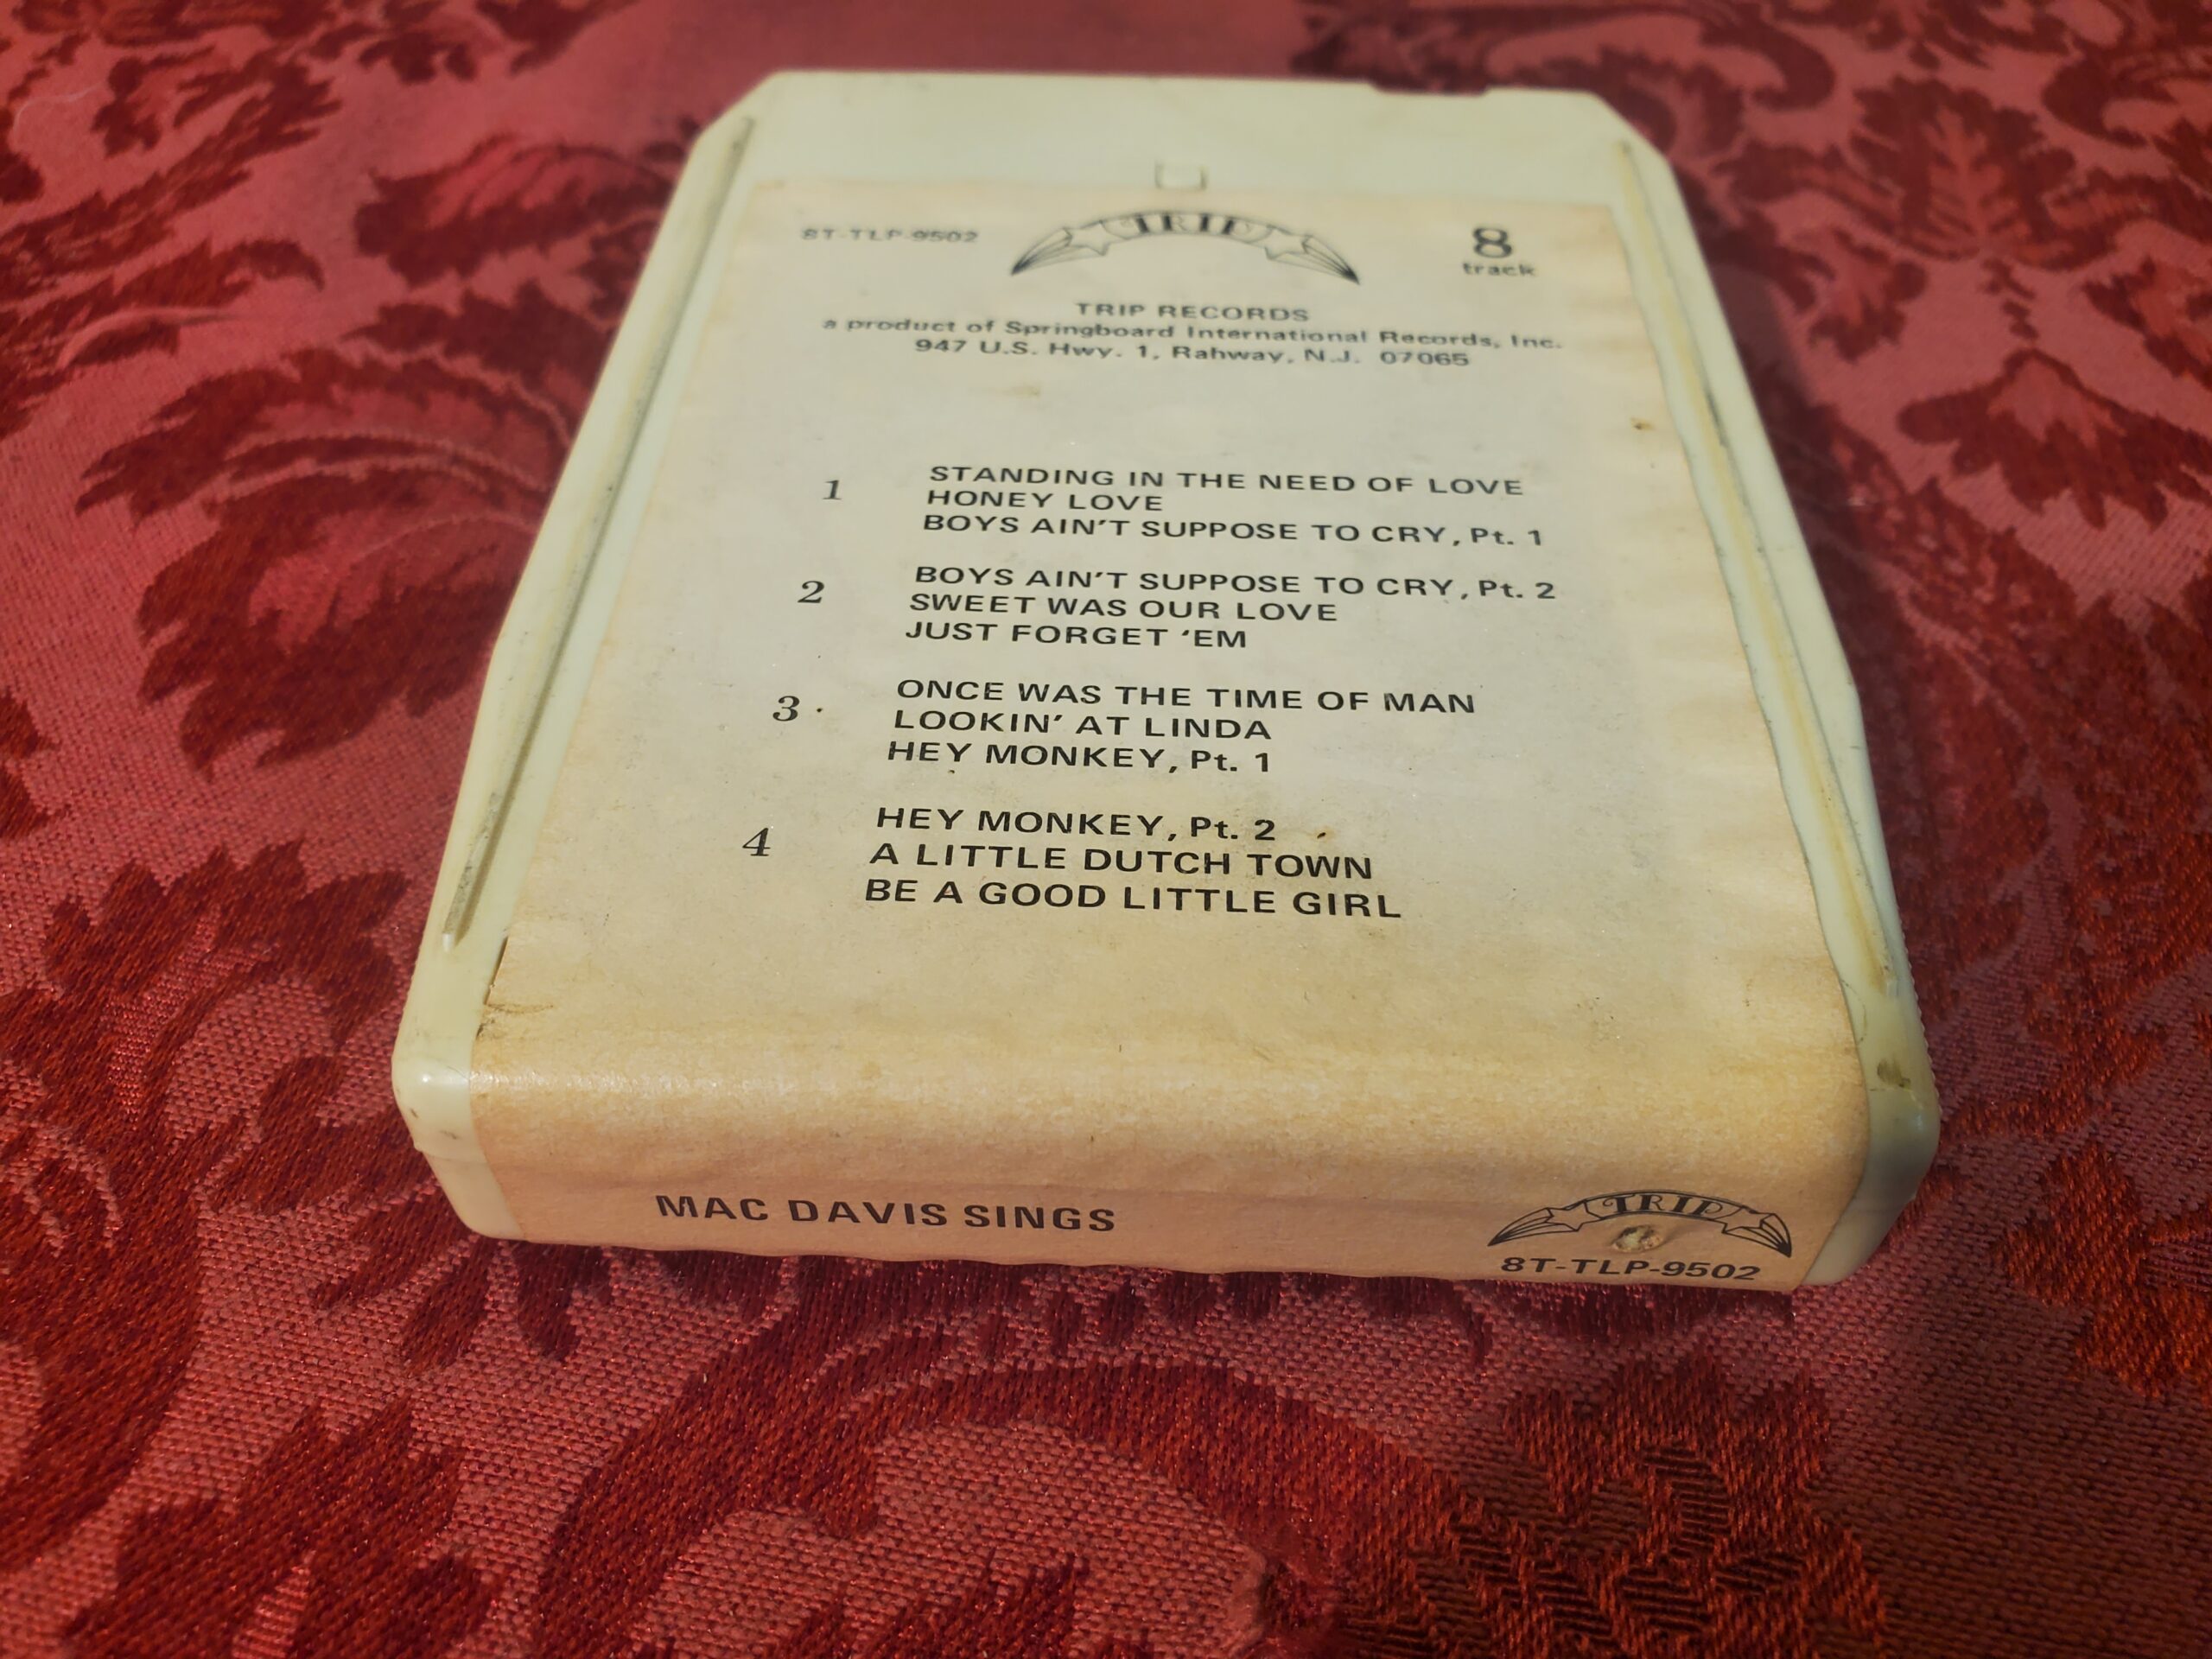 8T-TLP-9502
TRIP
8
track
TRIP RECORDS
a product of Springboard International Records, Inc.
947 U.S. Hwy. 1, Rahway, N.J. 07065
1 STANDING IN THE NEED OF LOVE
HONEY LOVE
BOYS AIN'T SUPPOSE TO CRY, Pt. 1
2 BOYS AIN'T SUPPOSE TO CRY, Pt. 2
SWEET WAS OUR LOVE
JUST FORGET 'EM
3 ONCE WAS THE TIME OF MAN
LOOKIN' AT LINDA
HEY MONKEY, Pt. 1
4 HEY MONKEY, Pt. 2
A LITTLE DUTCH TOWN
BE A GOOD LITTLE GIRL
MAC DAVIS SINGS
TRIP
8T-TLP-9502